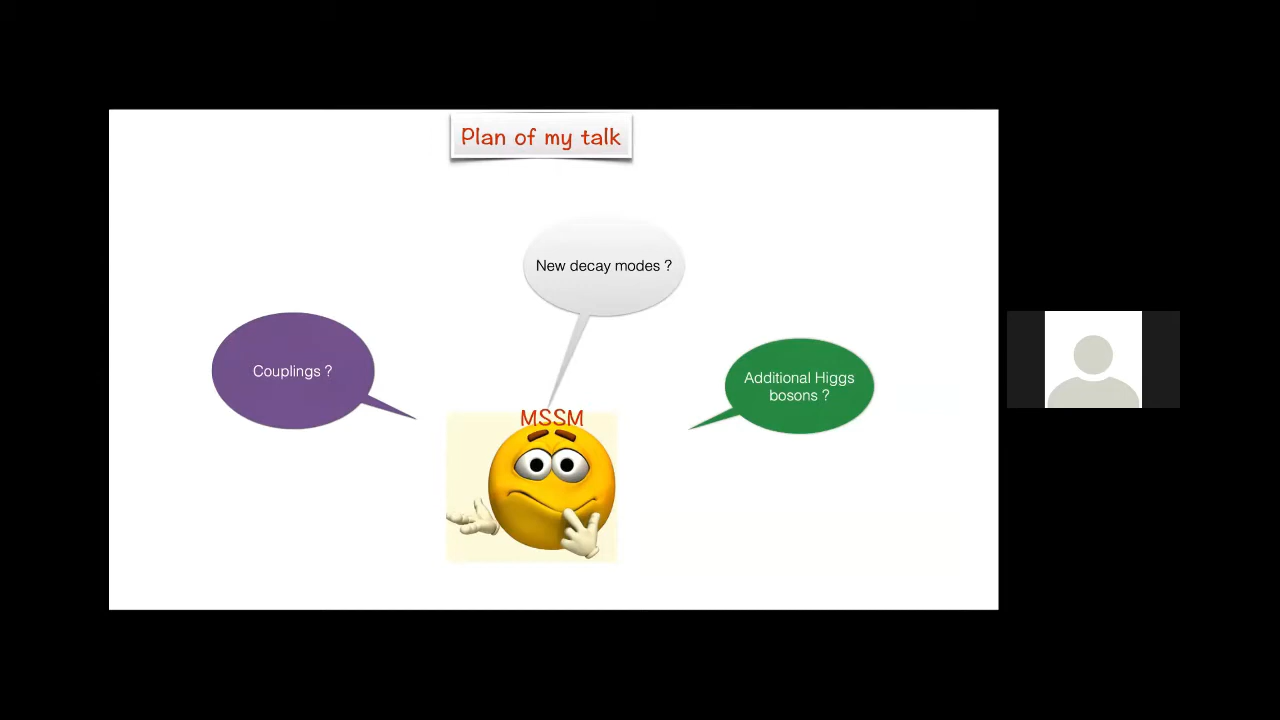 Plan of my talk
New decay modes ?
Couplings ?
Additional Higgs
bosons ?
MSSM